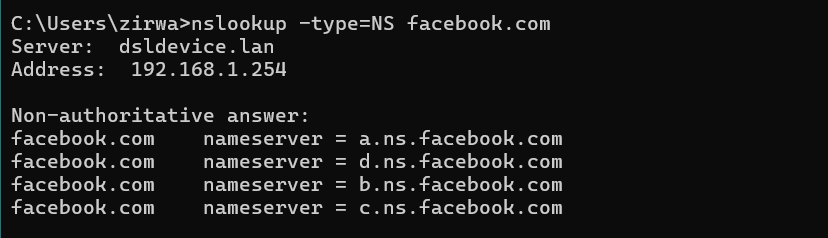 C:\Users\zirwa>nslookup -type=NS facebook.com
Server:  dsldevice.lan
Address:  192.168.1.254

Non-authoritative answer:
facebook.com    nameserver = a.ns.facebook.com
facebook.com    nameserver = d.ns.facebook.com
facebook.com    nameserver = b.ns.facebook.com
facebook.com    nameserver = c.ns.facebook.com